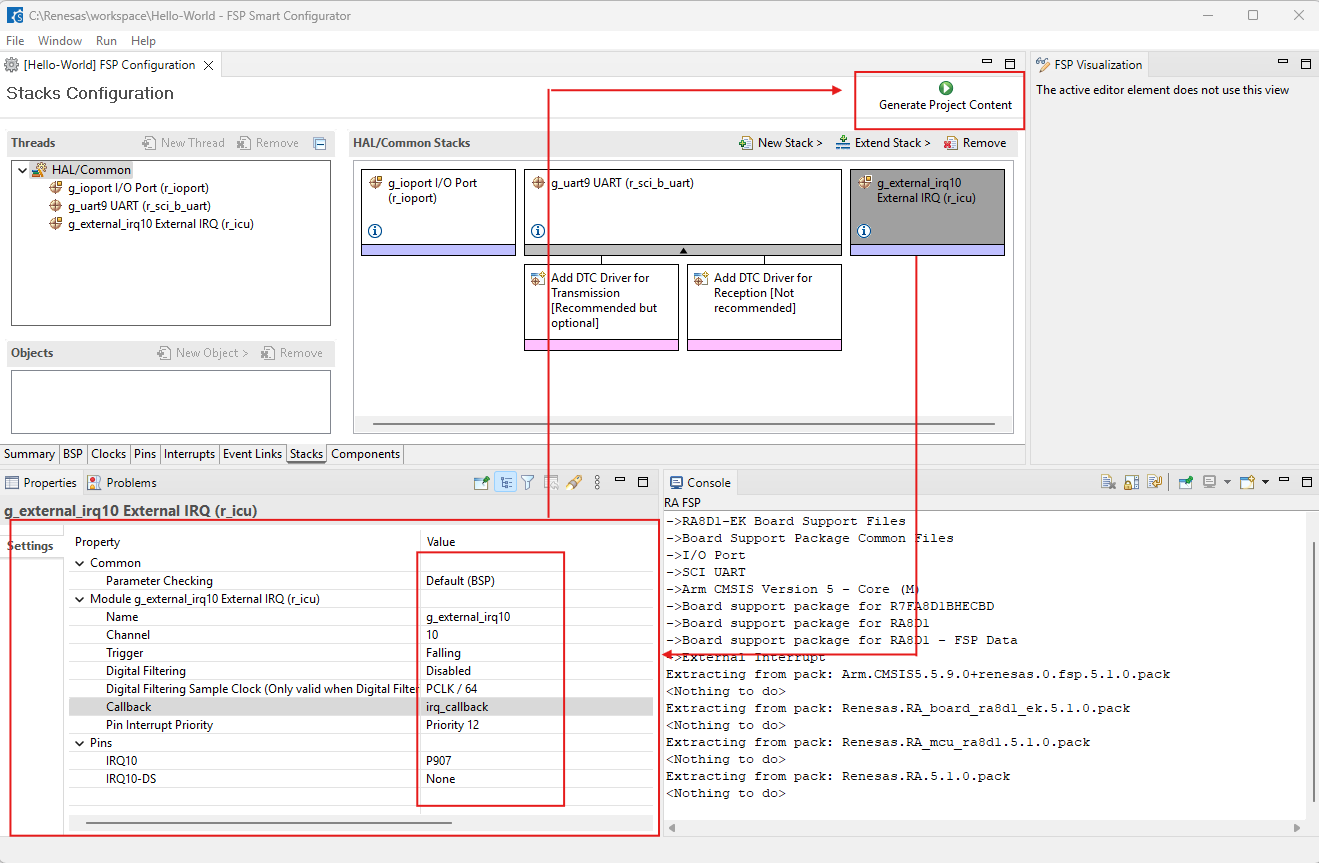 C:\Renesas\workspace\Hello-World - FSP Smart Configurator
File Window Run Help
[Hello-World] FSP Configuration
Stacks Configuration
Generate Project Content
Threads
New Thread
Remove
HAL/Common
g_ioport I/O Port (r_ioport)
g_uart9 UART (r_sci_b_uart)
g_external_irq10 External IRQ (r_icu)
Objects
New Object >
Remove
HAL/Common Stacks
New Stack >
Extend Stack >
Remove
g_ioport I/O Port
(r_ioport)
g_uart9 UART (r_sci_b_uart)
g_external_irq10
External IRQ (r_icu)
Add DTC Driver for
Transmission
[Recommended but
optional]
Add DTC Driver for
Reception [Not
recommended]
Summary BSP Clocks Pins Interrupts Event Links Stacks Components
FSP Visualization
The active editor element does not use this view
Properties
Problems
g_external_irq10 External IRQ (r_icu)
Settings
Property Value
Common
Parameter Checking Default (BSP)
Module g_external_irq10 External IRQ (r_icu)
Name g_external_irq10
Channel 10
Trigger Falling
Digital Filtering Disabled
Digital Filtering Sample Clock (Only valid when Digital Filter PCLK / 64
Callback irq_callback
Pin Interrupt Priority Priority 12
Pins
IRQ10 P907
IRQ10-DS None
Console
RA FSP
->RA8D1-EK Board Support Files
->Board Support Package Common Files
->I/O Port
->SCI UART
->Arm CMSIS Version 5 - Core (M)
->Board support package for R7FA8D1BHECBD
->Board support package for RA8D1
->Board support package for RA8D1 - FSP Data
->External Interrupt
Extracting from pack: Arm.CMSIS5.5.9.0+renesas.0.fsp.5.1.0.pack
<Nothing to do>
Extracting from pack: Renesas.RA_board_ra8d1_ek.5.1.0.pack
<Nothing to do>
Extracting from pack: Renesas.RA_mcu_ra8d1.5.1.0.pack
<Nothing to do>
Extracting from pack: Renesas.RA.5.1.0.pack
<Nothing to do>